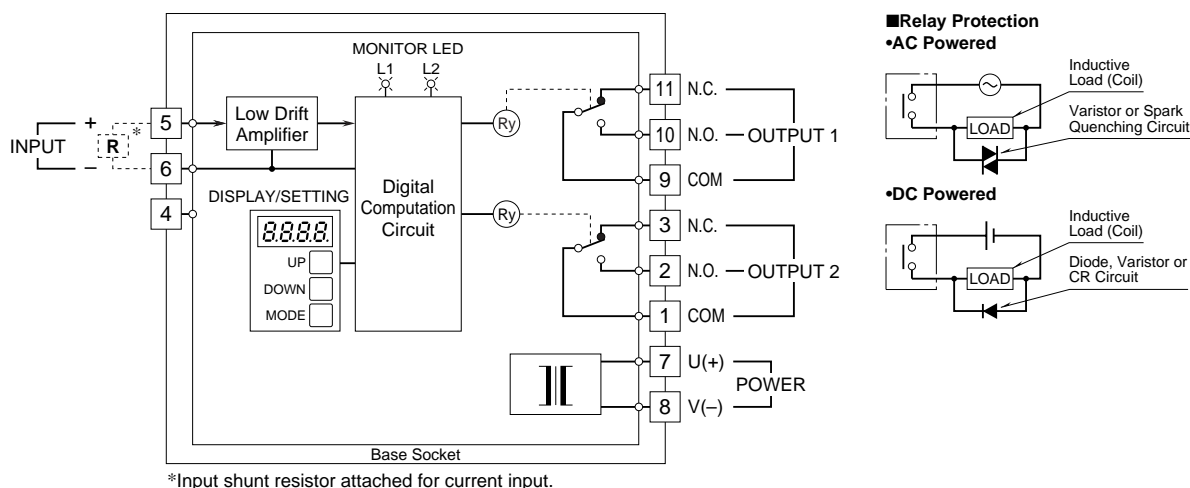 MONITOR LED
L1 L2
Low Drift
Amplifier
INPUT
+
–
R
*
5
6
4
DISPLAY/SETTING
8.8.8.8.
UP
DOWN
MODE
Digital
Computation
Circuit
Ry
Ry
11 N.C.
10 N.O. OUTPUT 1
9 COM
3 N.C.
2 N.O. OUTPUT 2
1 COM
7 U(+)
POWER
8 V(–)
Base Socket
*Input shunt resistor attached for current input.
■Relay Protection
•AC Powered
Inductive
Load (Coil)
LOAD
Varistor or Spark
Quenching Circuit
•DC Powered
Inductive
Load (Coil)
LOAD
Diode, Varistor or
CR Circuit